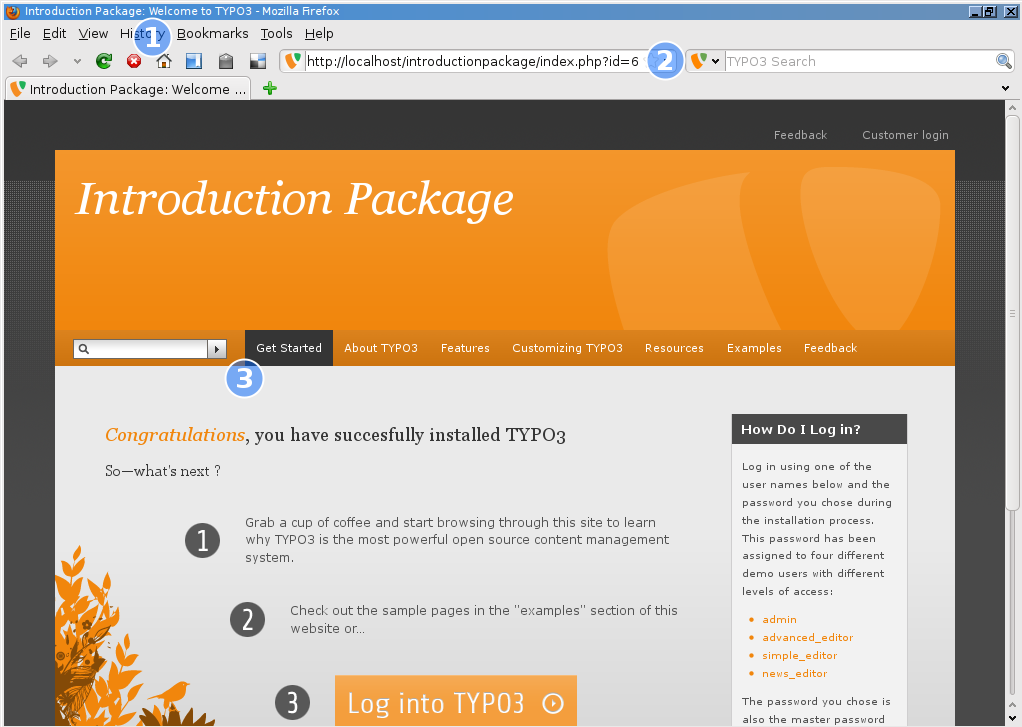 Introduction Package: Welcome to TYPO3 - Mozilla Firefox
File Edit View History Bookmarks Tools Help
1
http://localhost/introductionpackage/index.php?id=6
2
TYPO3 Search
Introduction Package: Welcome ...
Feedback Customer login
Introduction Package
Get Started About TYPO3 Features Customizing TYPO3 Resources Examples Feedback
3
Congratulations, you have succesfully installed TYPO3
So—what's next ?
1
Grab a cup of coffee and start browsing through this site to learn
why TYPO3 is the most powerful open source content management
system.
2
Check out the sample pages in the "examples" section of this
website or...
3
Log into TYPO3
How Do I Log in?
Log in using one of the
user names below and the
password you chose during
the installation process.
This password has been
assigned to four different
demo users with different
levels of access:
admin
advanced_editor
simple_editor
news_editor
The password you chose is
also the master password